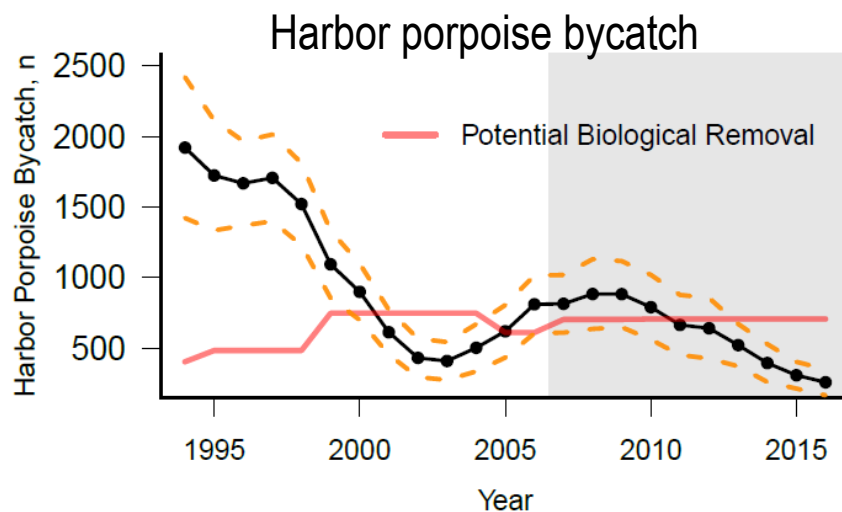 Harbor porpoise bycatch
Harbor Porpoise Bycatch, n
2500
2000
1500
1000
500
Potential Biological Removal
1995
2000
2005
2010
2015
Year